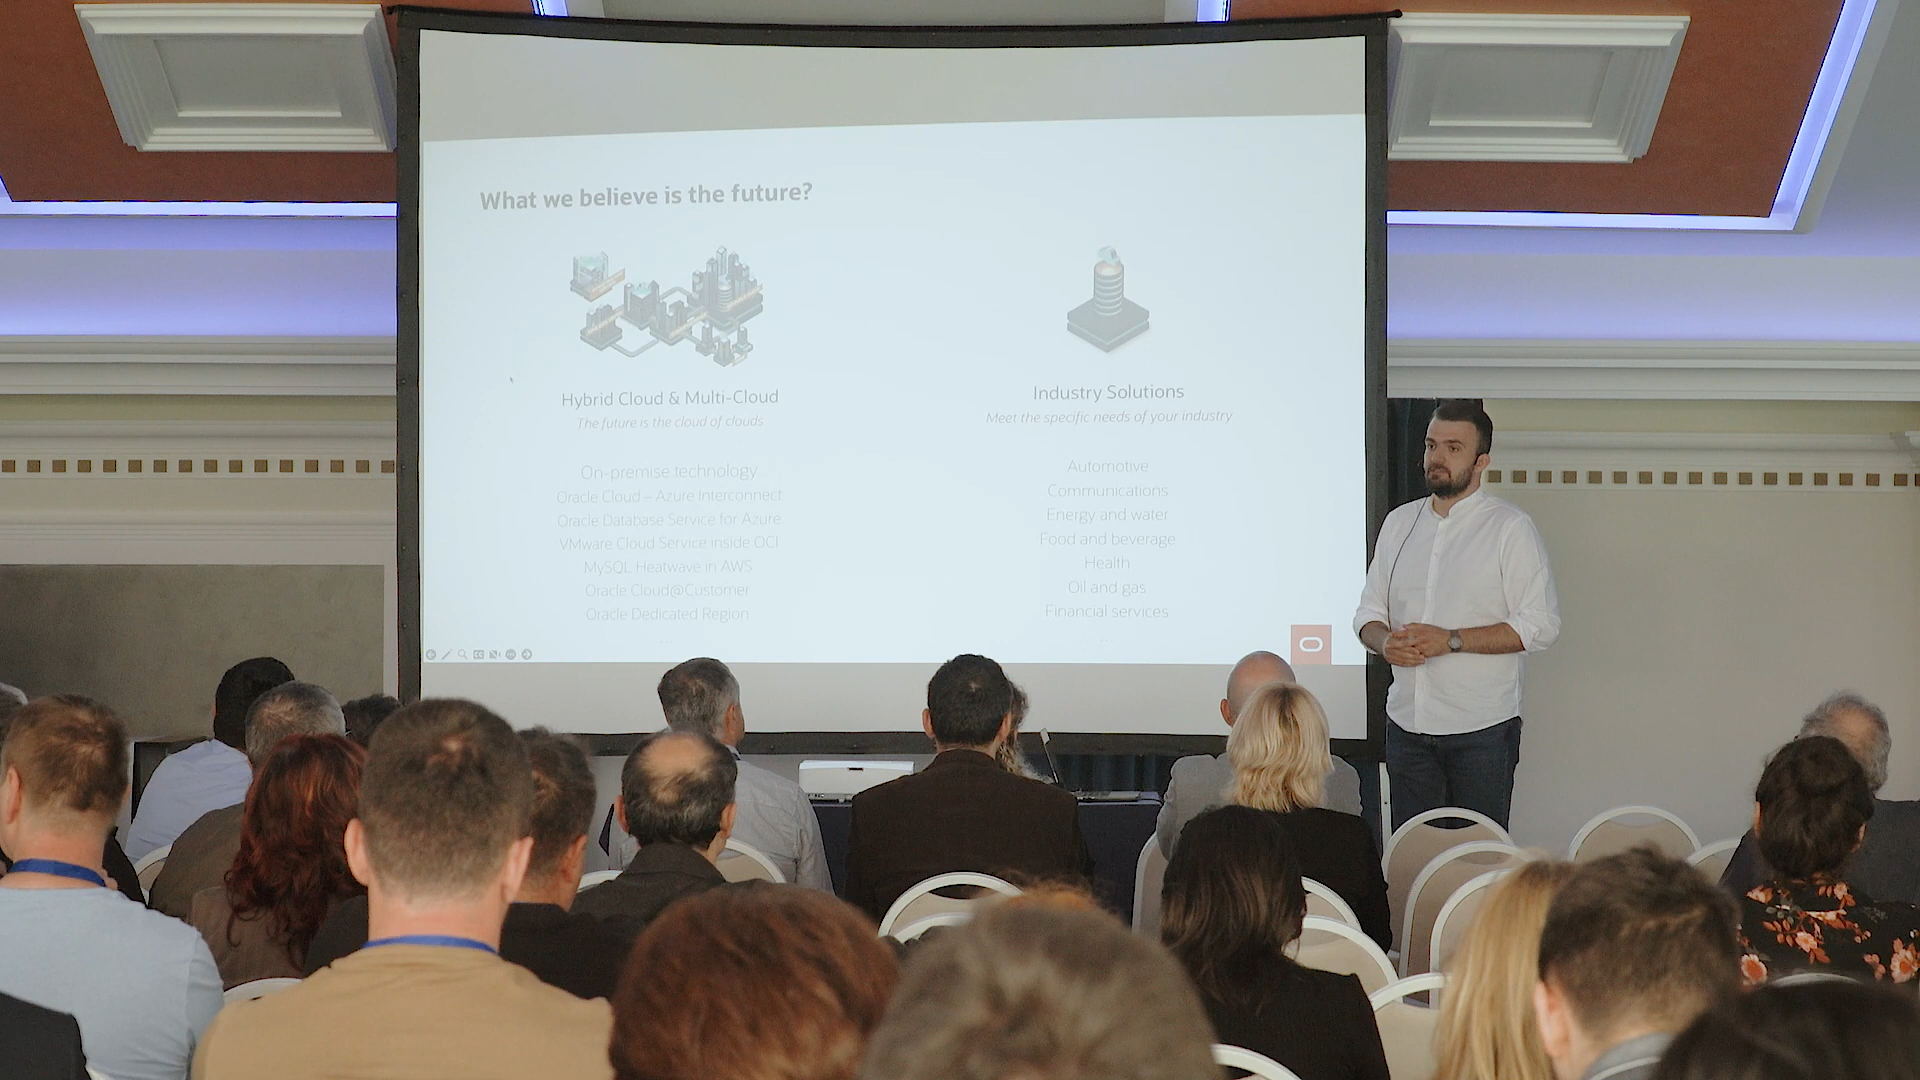 What we believe is the future?
Hybrid Cloud & Multi-Cloud
The future is the cloud of clouds
On-premise technology
Oracle Cloud – Azure Interconnect
Oracle Database Service for Azure
VMware Cloud Service inside OCI
MySQL Heatwave in AWS
Oracle Cloud@Customer
Oracle Dedicated Region
...
Industry Solutions
Meet the specific needs of your industry
Automotive
Communications
Energy and water
Food and beverage
Health
Oil and gas
Financial services
...